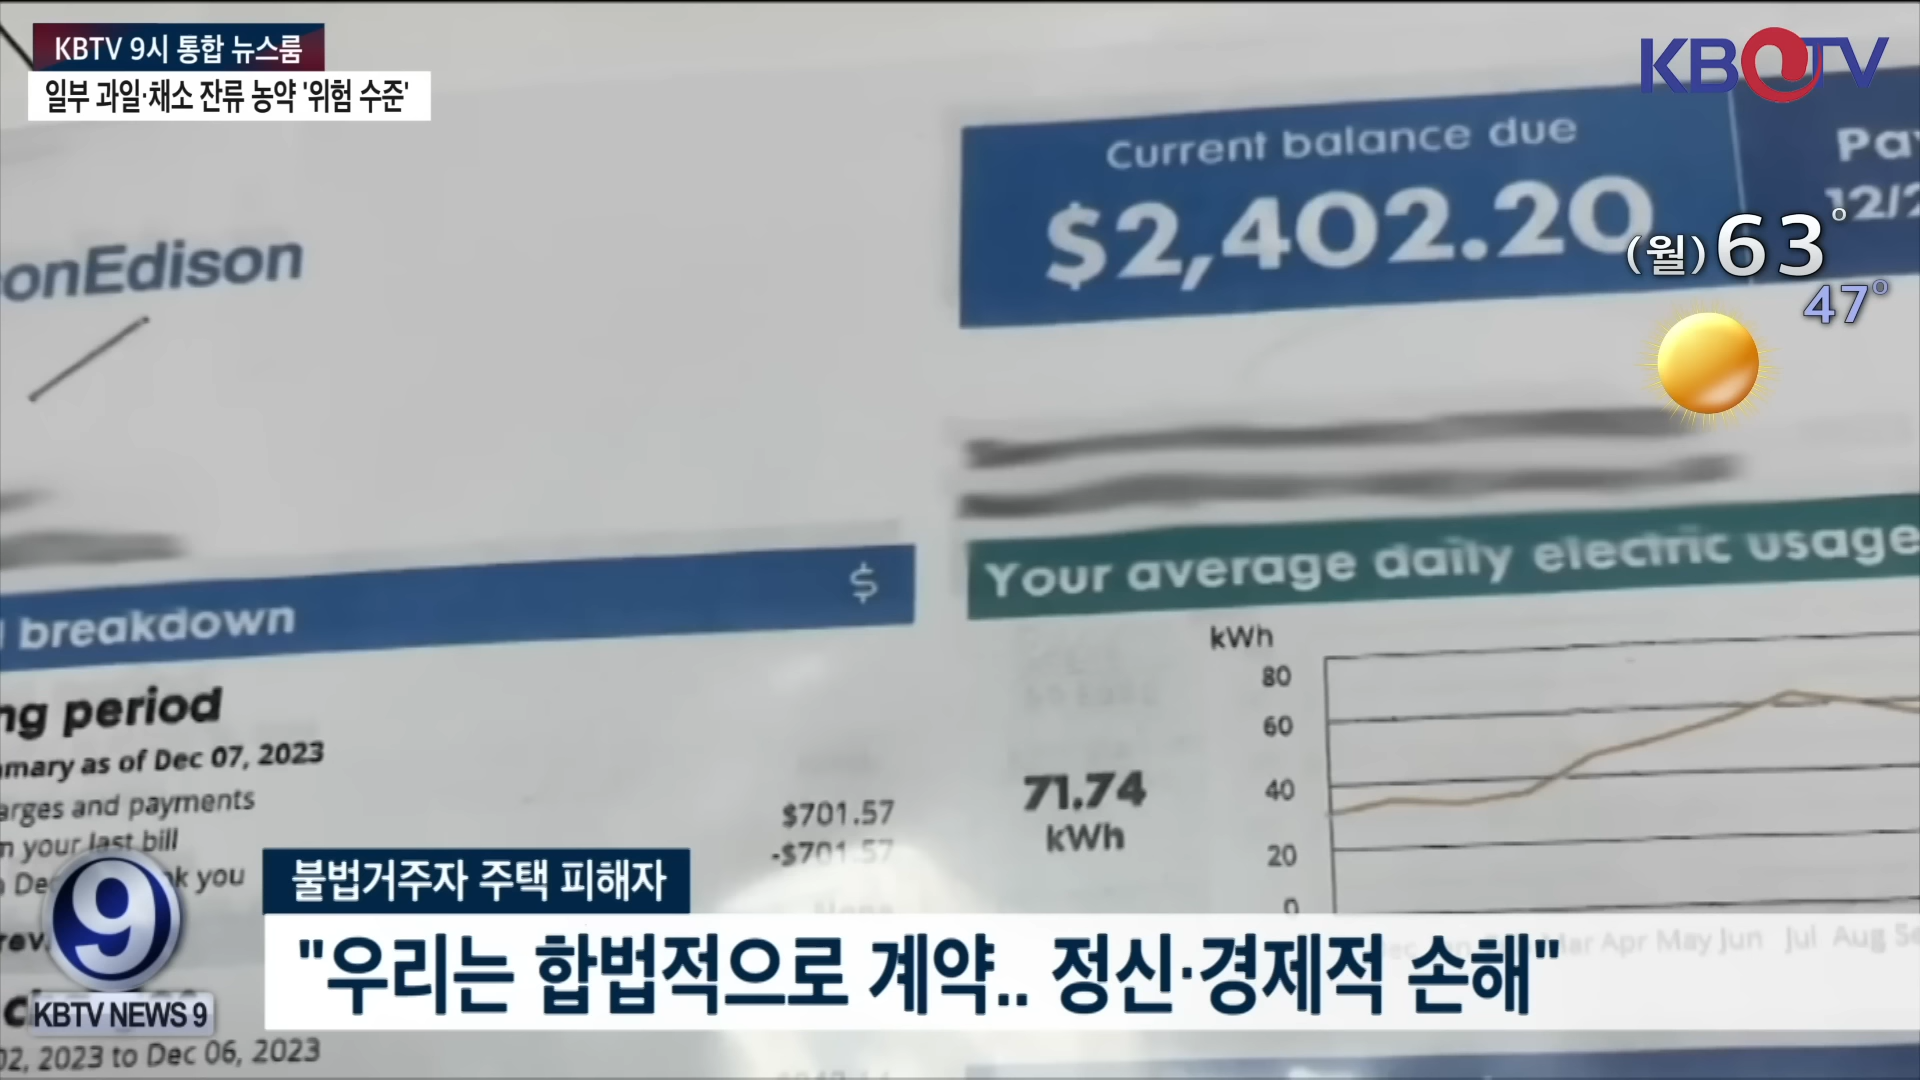 KBTV 9시 통합 뉴스룸
일부 과일·채소 잔류 농약 '위험 수준'
KBTV
Current balance due
$2,402.20
12/2
(월) 63°
47°
onEdison
breakdown $
Your average daily electric usage
kWh
80
60
40
20
0
71.74
kWh
ng period
mmary as of Dec 07, 2023
arges and payments
$701.57
m your last bill
-$701.57
k you
Mar Apr May Jun Jul Aug Se
불법거주자 주택 피해자
"우리는 합법적으로 계약.. 정신·경제적 손해"
9
KBTV NEWS 9
02, 2023 to Dec 06, 2023